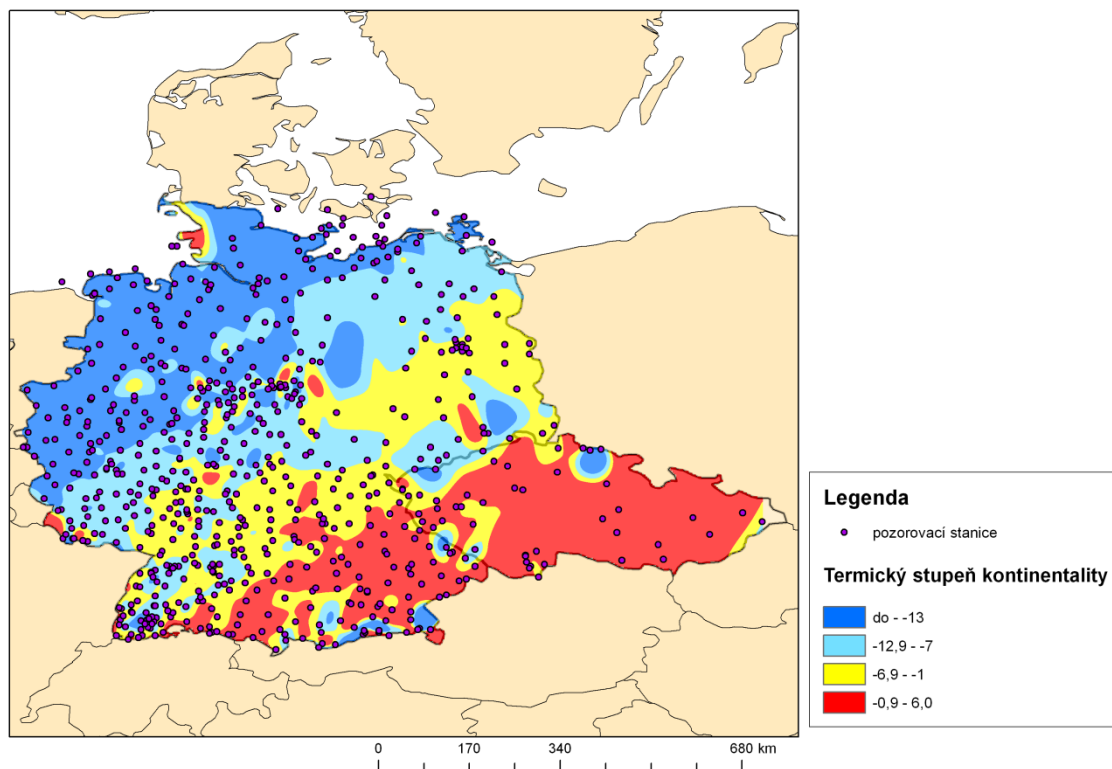 Legenda
pozorovací stanice
Termický stupeň kontinentality
do - -13
-12,9 - -7
-6,9 - -1
-0,9 - 6,0
0 170 340 680 km